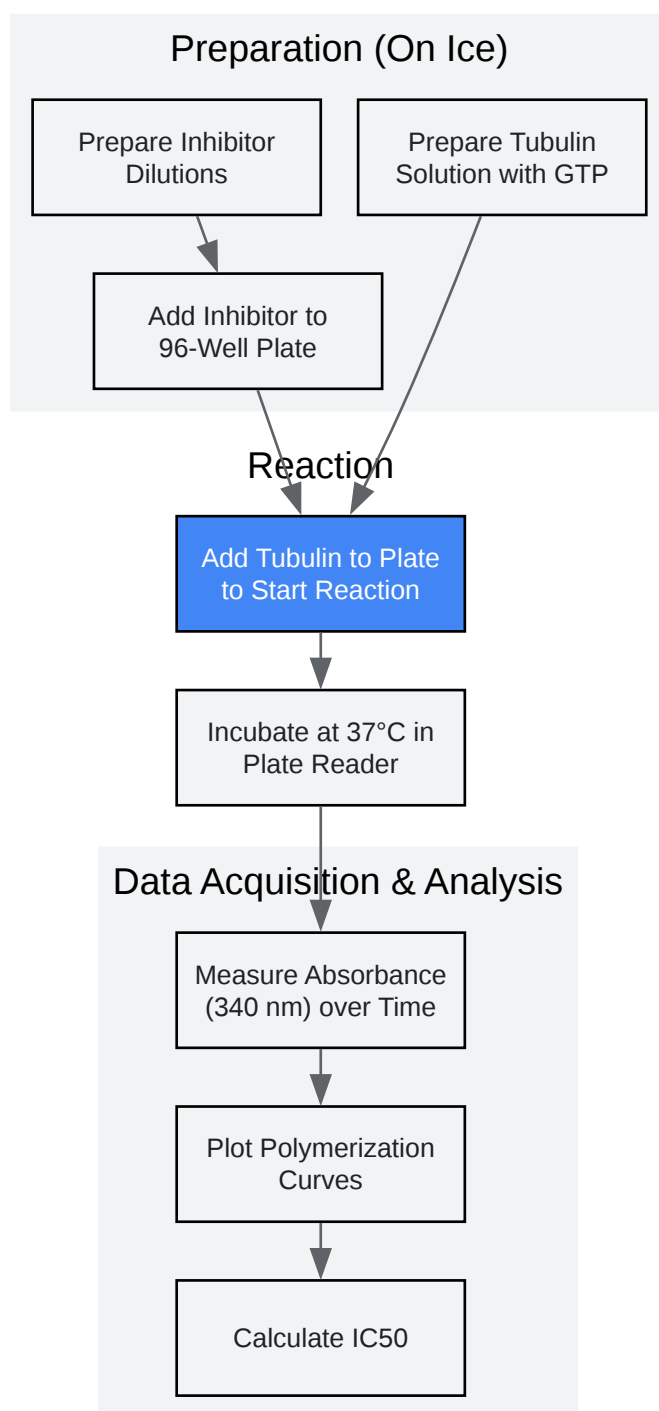 Preparation (On Ice)
Prepare Inhibitor
Dilutions
Prepare Tubulin
Solution with GTP
Add Inhibitor to
96-Well Plate
Reaction
Add Tubulin to Plate
to Start Reaction
Incubate at 37°C in
Plate Reader
Data Acquisition & Analysis
Measure Absorbance
(340 nm) over Time
Plot Polymerization
Curves
Calculate IC50